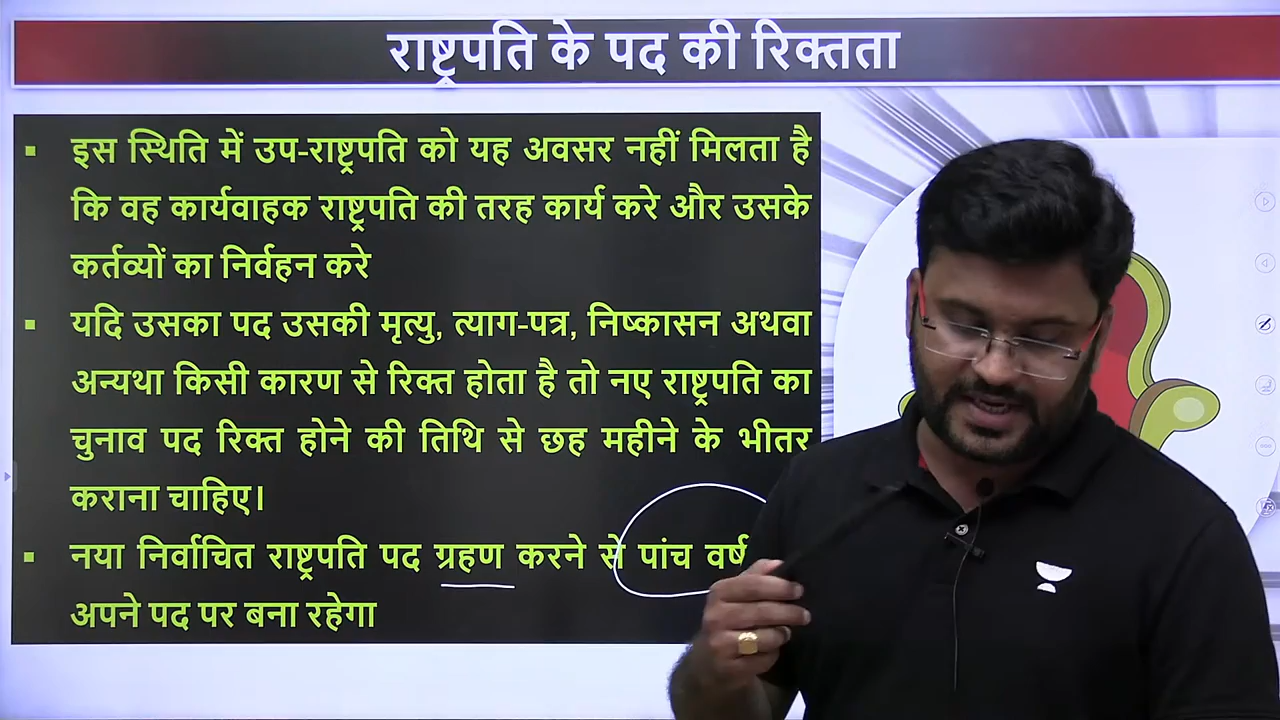 राष्ट्रपति के पद की रिक्तता
इस स्थिति में उप-राष्ट्रपति को यह अवसर नहीं मिलता है
कि वह कार्यवाहक राष्ट्रपति की तरह कार्य करे और उसके
कर्तव्यों का निर्वहन करे
यदि उसका पद उसकी मृत्यु, त्याग-पत्र, निष्कासन अथवा
अन्यथा किसी कारण से रिक्त होता है तो नए राष्ट्रपति का
चुनाव पद रिक्त होने की तिथि से छह महीने के भीतर
कराना चाहिए।
नया निर्वाचित राष्ट्रपति पद ग्रहण करने से पांच वर्ष
अपने पद पर बना रहेगा